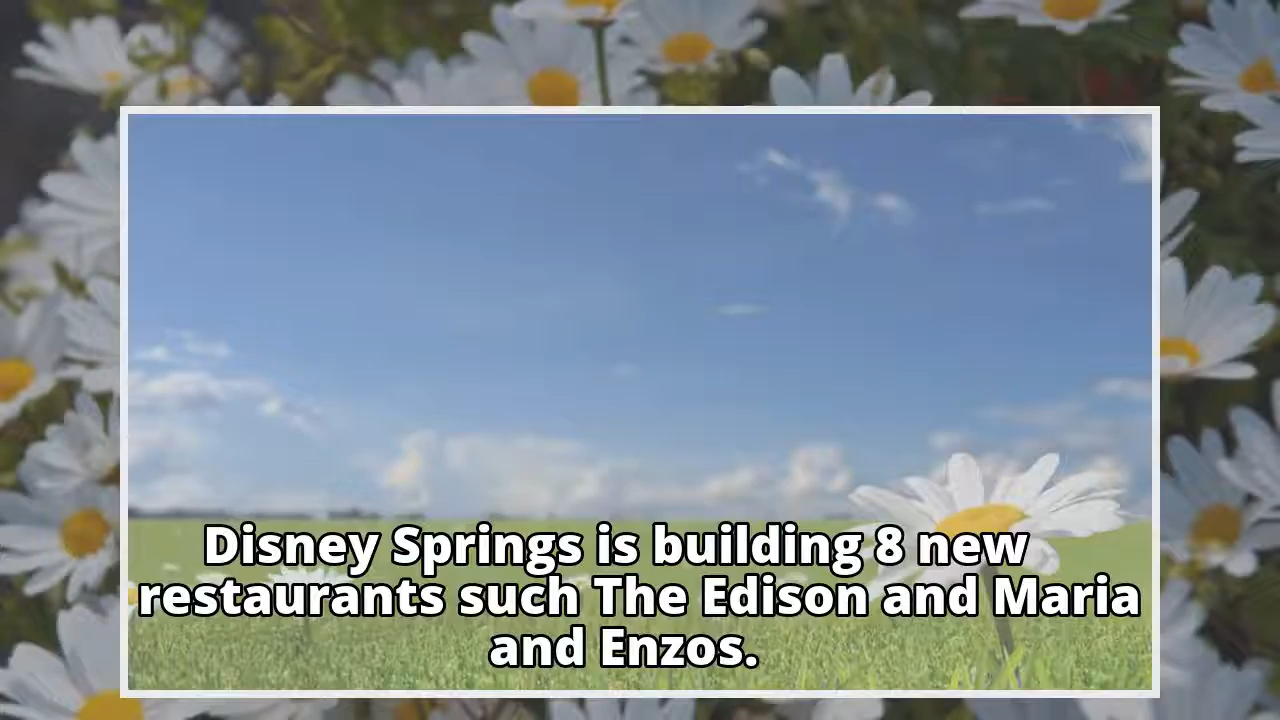 Disney Springs is building 8 new
restaurants such The Edison and Maria
and Enzos.